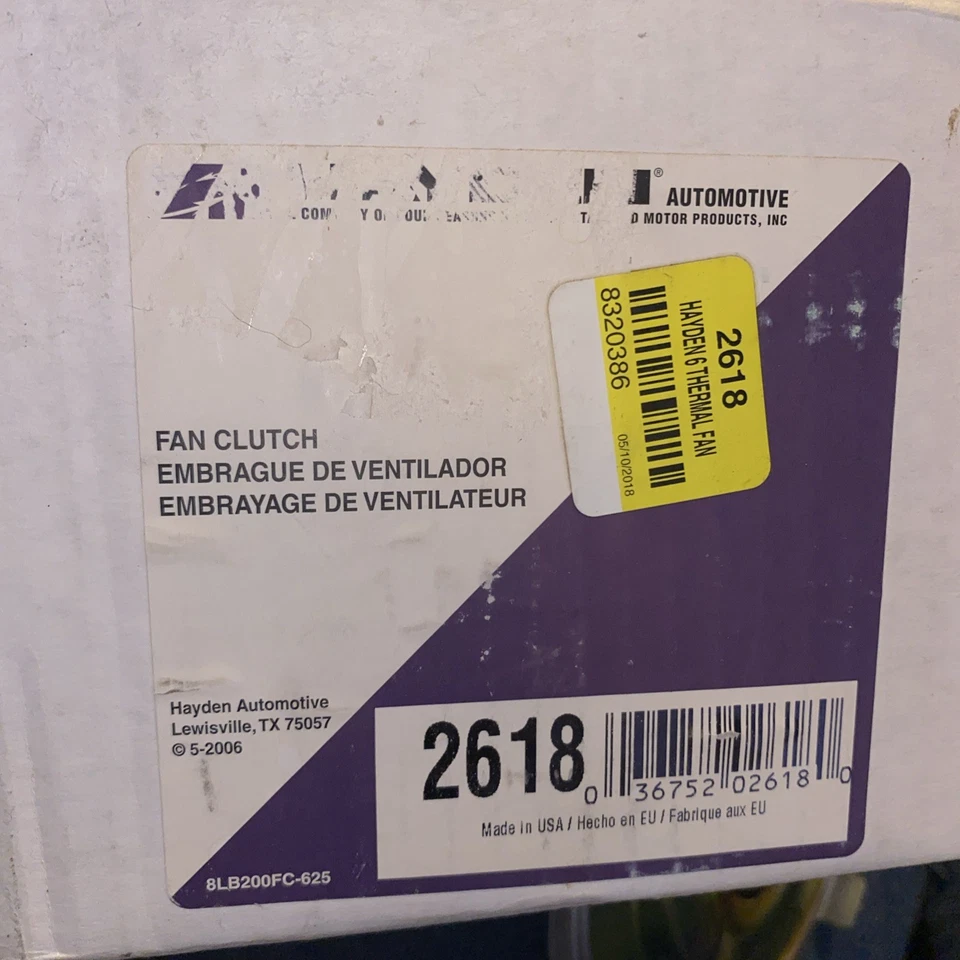 ® AUTOMOTIVE
MOTOR PRODUCTS, INC
2618
HAYDEN 6 THERMAL FAN
8320386
05/10/2018
FAN CLUTCH
EMBRAGUE DE VENTILADOR
EMBRAYAGE DE VENTILATEUR
Hayden Automotive
Lewisville, TX 75057
© 5-2006
2618
0 36752 02618 0
Made in USA / Hecho en EU / Fabrique aux EU
8LB200FC-625